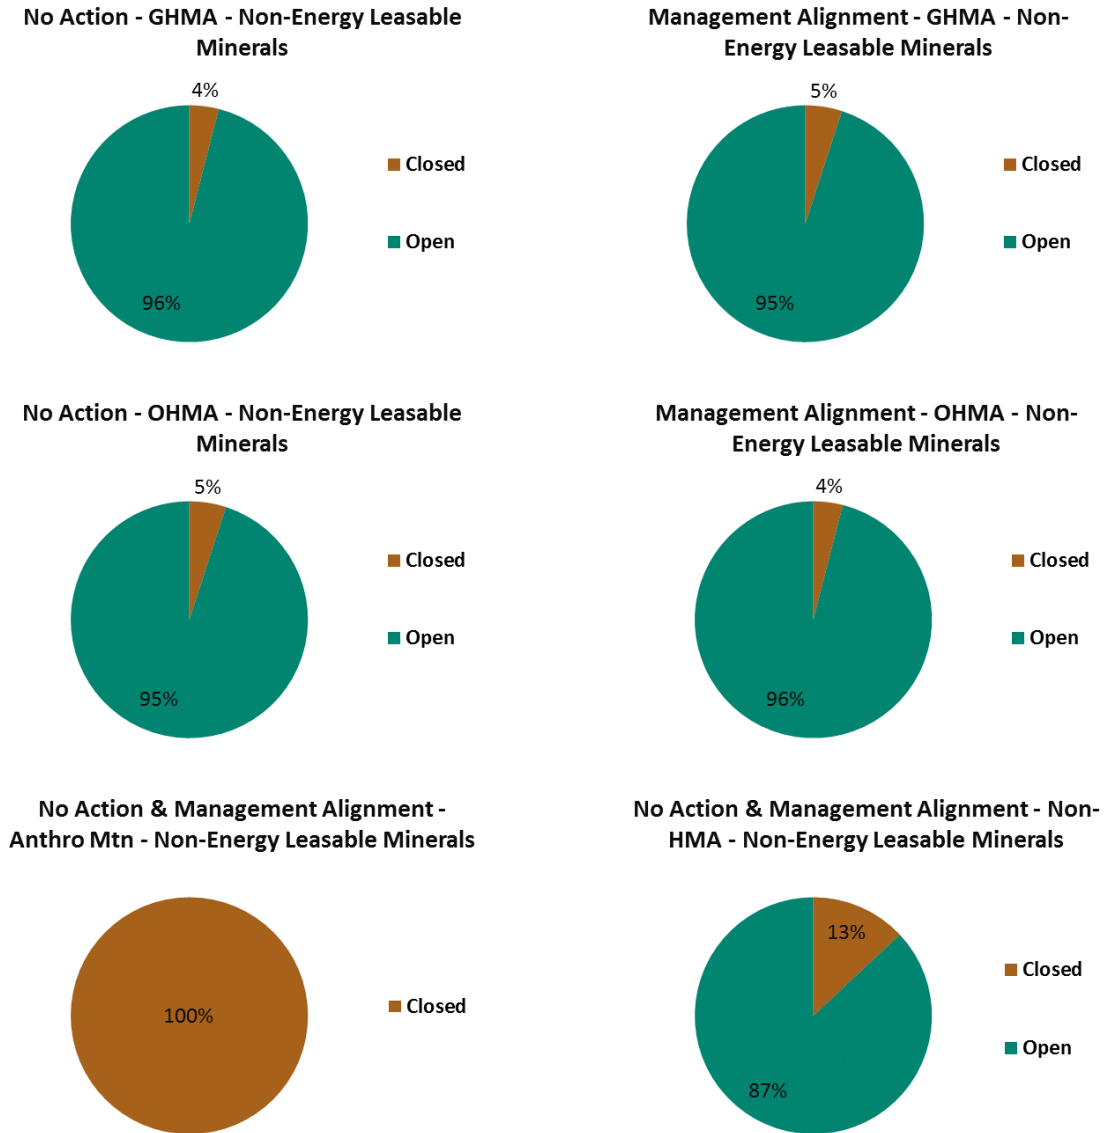 No Action - GHMA - Non-Energy Leasable
Minerals
4%
Closed
Open
96%
Management Alignment - GHMA - Non-
Energy Leasable Minerals
5%
Closed
Open
95%
No Action - OHMA - Non-Energy Leasable
Minerals
5%
Closed
Open
95%
Management Alignment - OHMA - Non-
Energy Leasable Minerals
4%
Closed
Open
96%
No Action & Management Alignment -
Anthro Mtn - Non-Energy Leasable Minerals
100%
Closed
No Action & Management Alignment - Non-
HMA - Non-Energy Leasable Minerals
13%
Closed
Open
87%